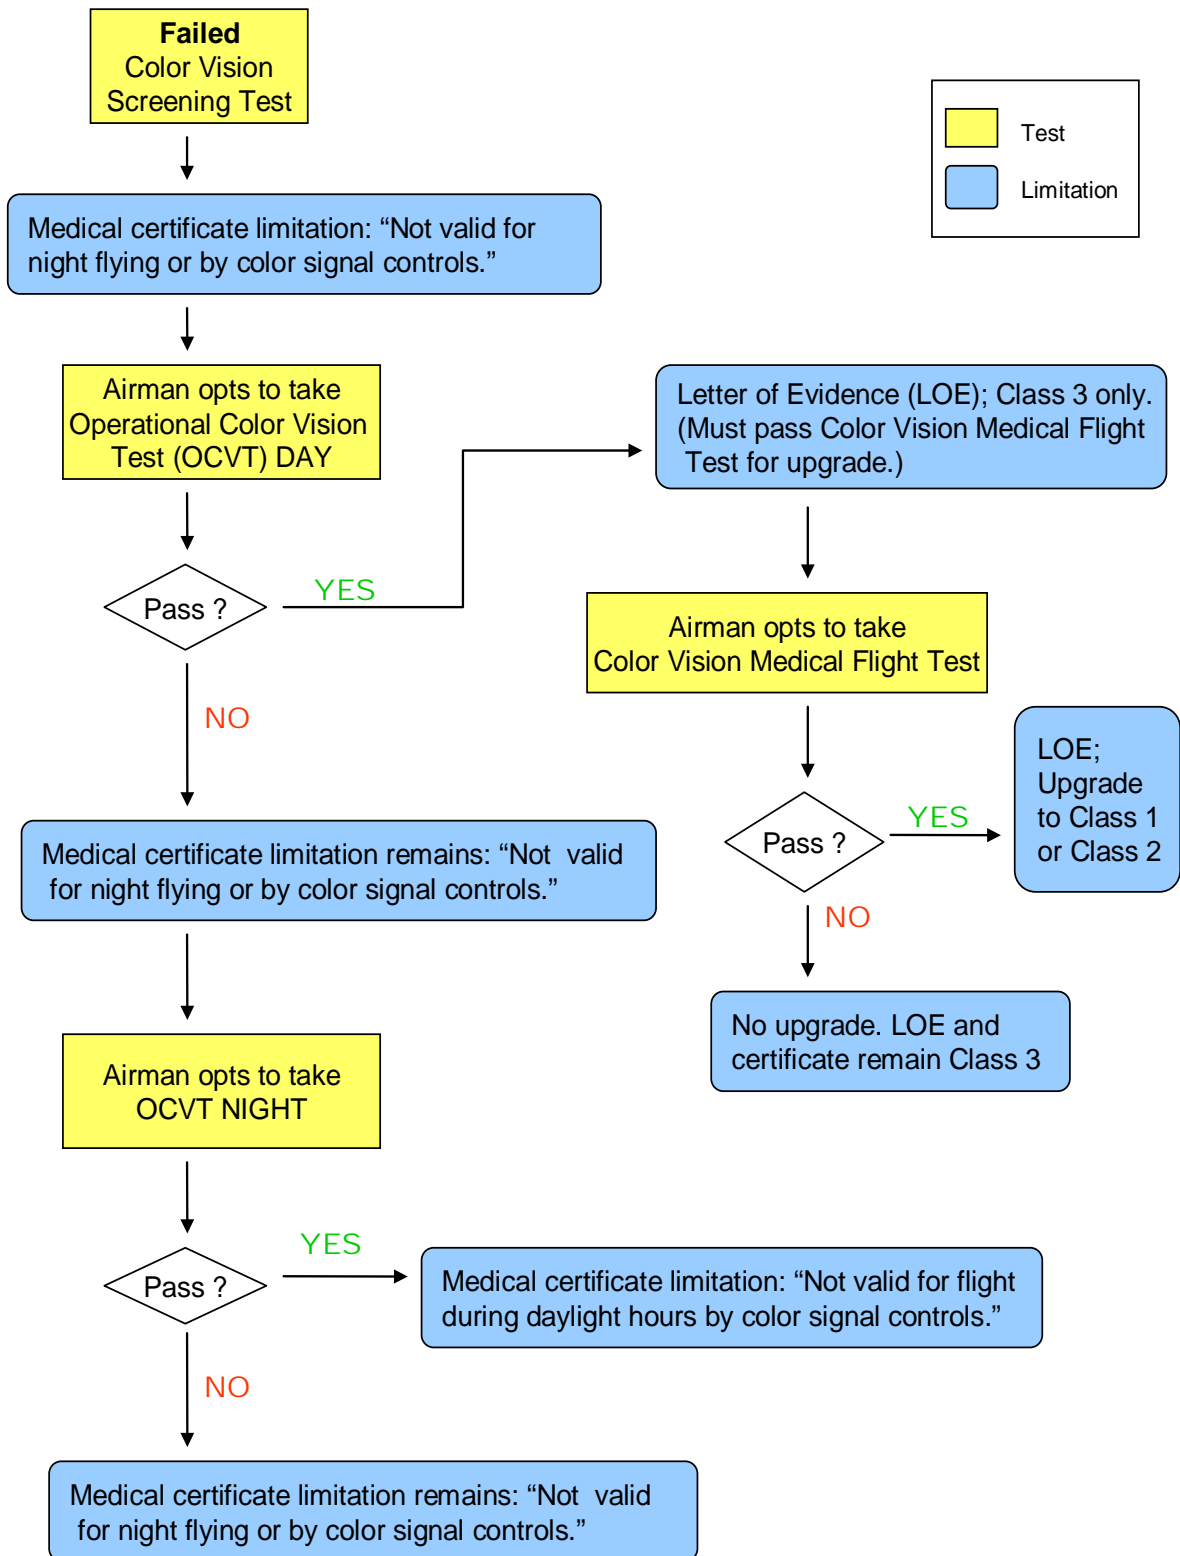 Failed
Color Vision
Screening Test
Test
Limitation
Medical certificate limitation: “Not valid for
night flying or by color signal controls.”
Airman opts to take
Operational Color Vision
Test (OCVT) DAY
Letter of Evidence (LOE); Class 3 only.
(Must pass Color Vision Medical Flight
Test for upgrade.)
Pass ?
YES
Airman opts to take
Color Vision Medical Flight Test
NO
LOE;
Upgrade
to Class 1
or Class 2
Pass ?
YES
Medical certificate limitation remains: “Not valid
for night flying or by color signal controls.”
NO
No upgrade. LOE and
certificate remain Class 3
Airman opts to take
OCVT NIGHT
Pass ?
YES
Medical certificate limitation: “Not valid for flight
during daylight hours by color signal controls.”
NO
Medical certificate limitation remains: “Not valid
for night flying or by color signal controls.”